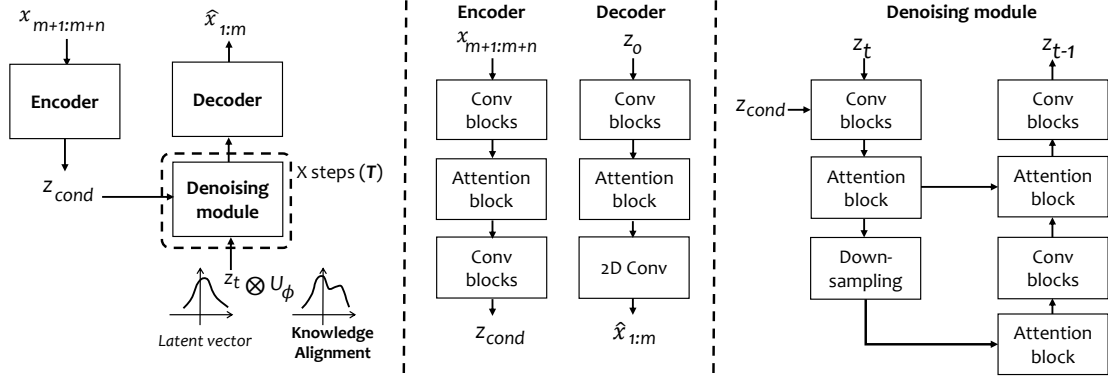 x m+1:m+n
x̂ 1:m
Encoder
Decoder
z cond
Denoising
module
X steps (T)
z t ⊗ U ϕ
Latent vector
Knowledge
Alignment
Encoder
x m+1:m+n
Conv
blocks
Attention
block
Conv
blocks
z cond
Decoder
z o
Conv
blocks
Attention
block
2D Conv
x̂ 1:m
Denoising module
z t
z cond
Conv
blocks
Attention
block
Down-
sampling
z t-1
Conv
blocks
Attention
block
Conv
blocks
Attention
block